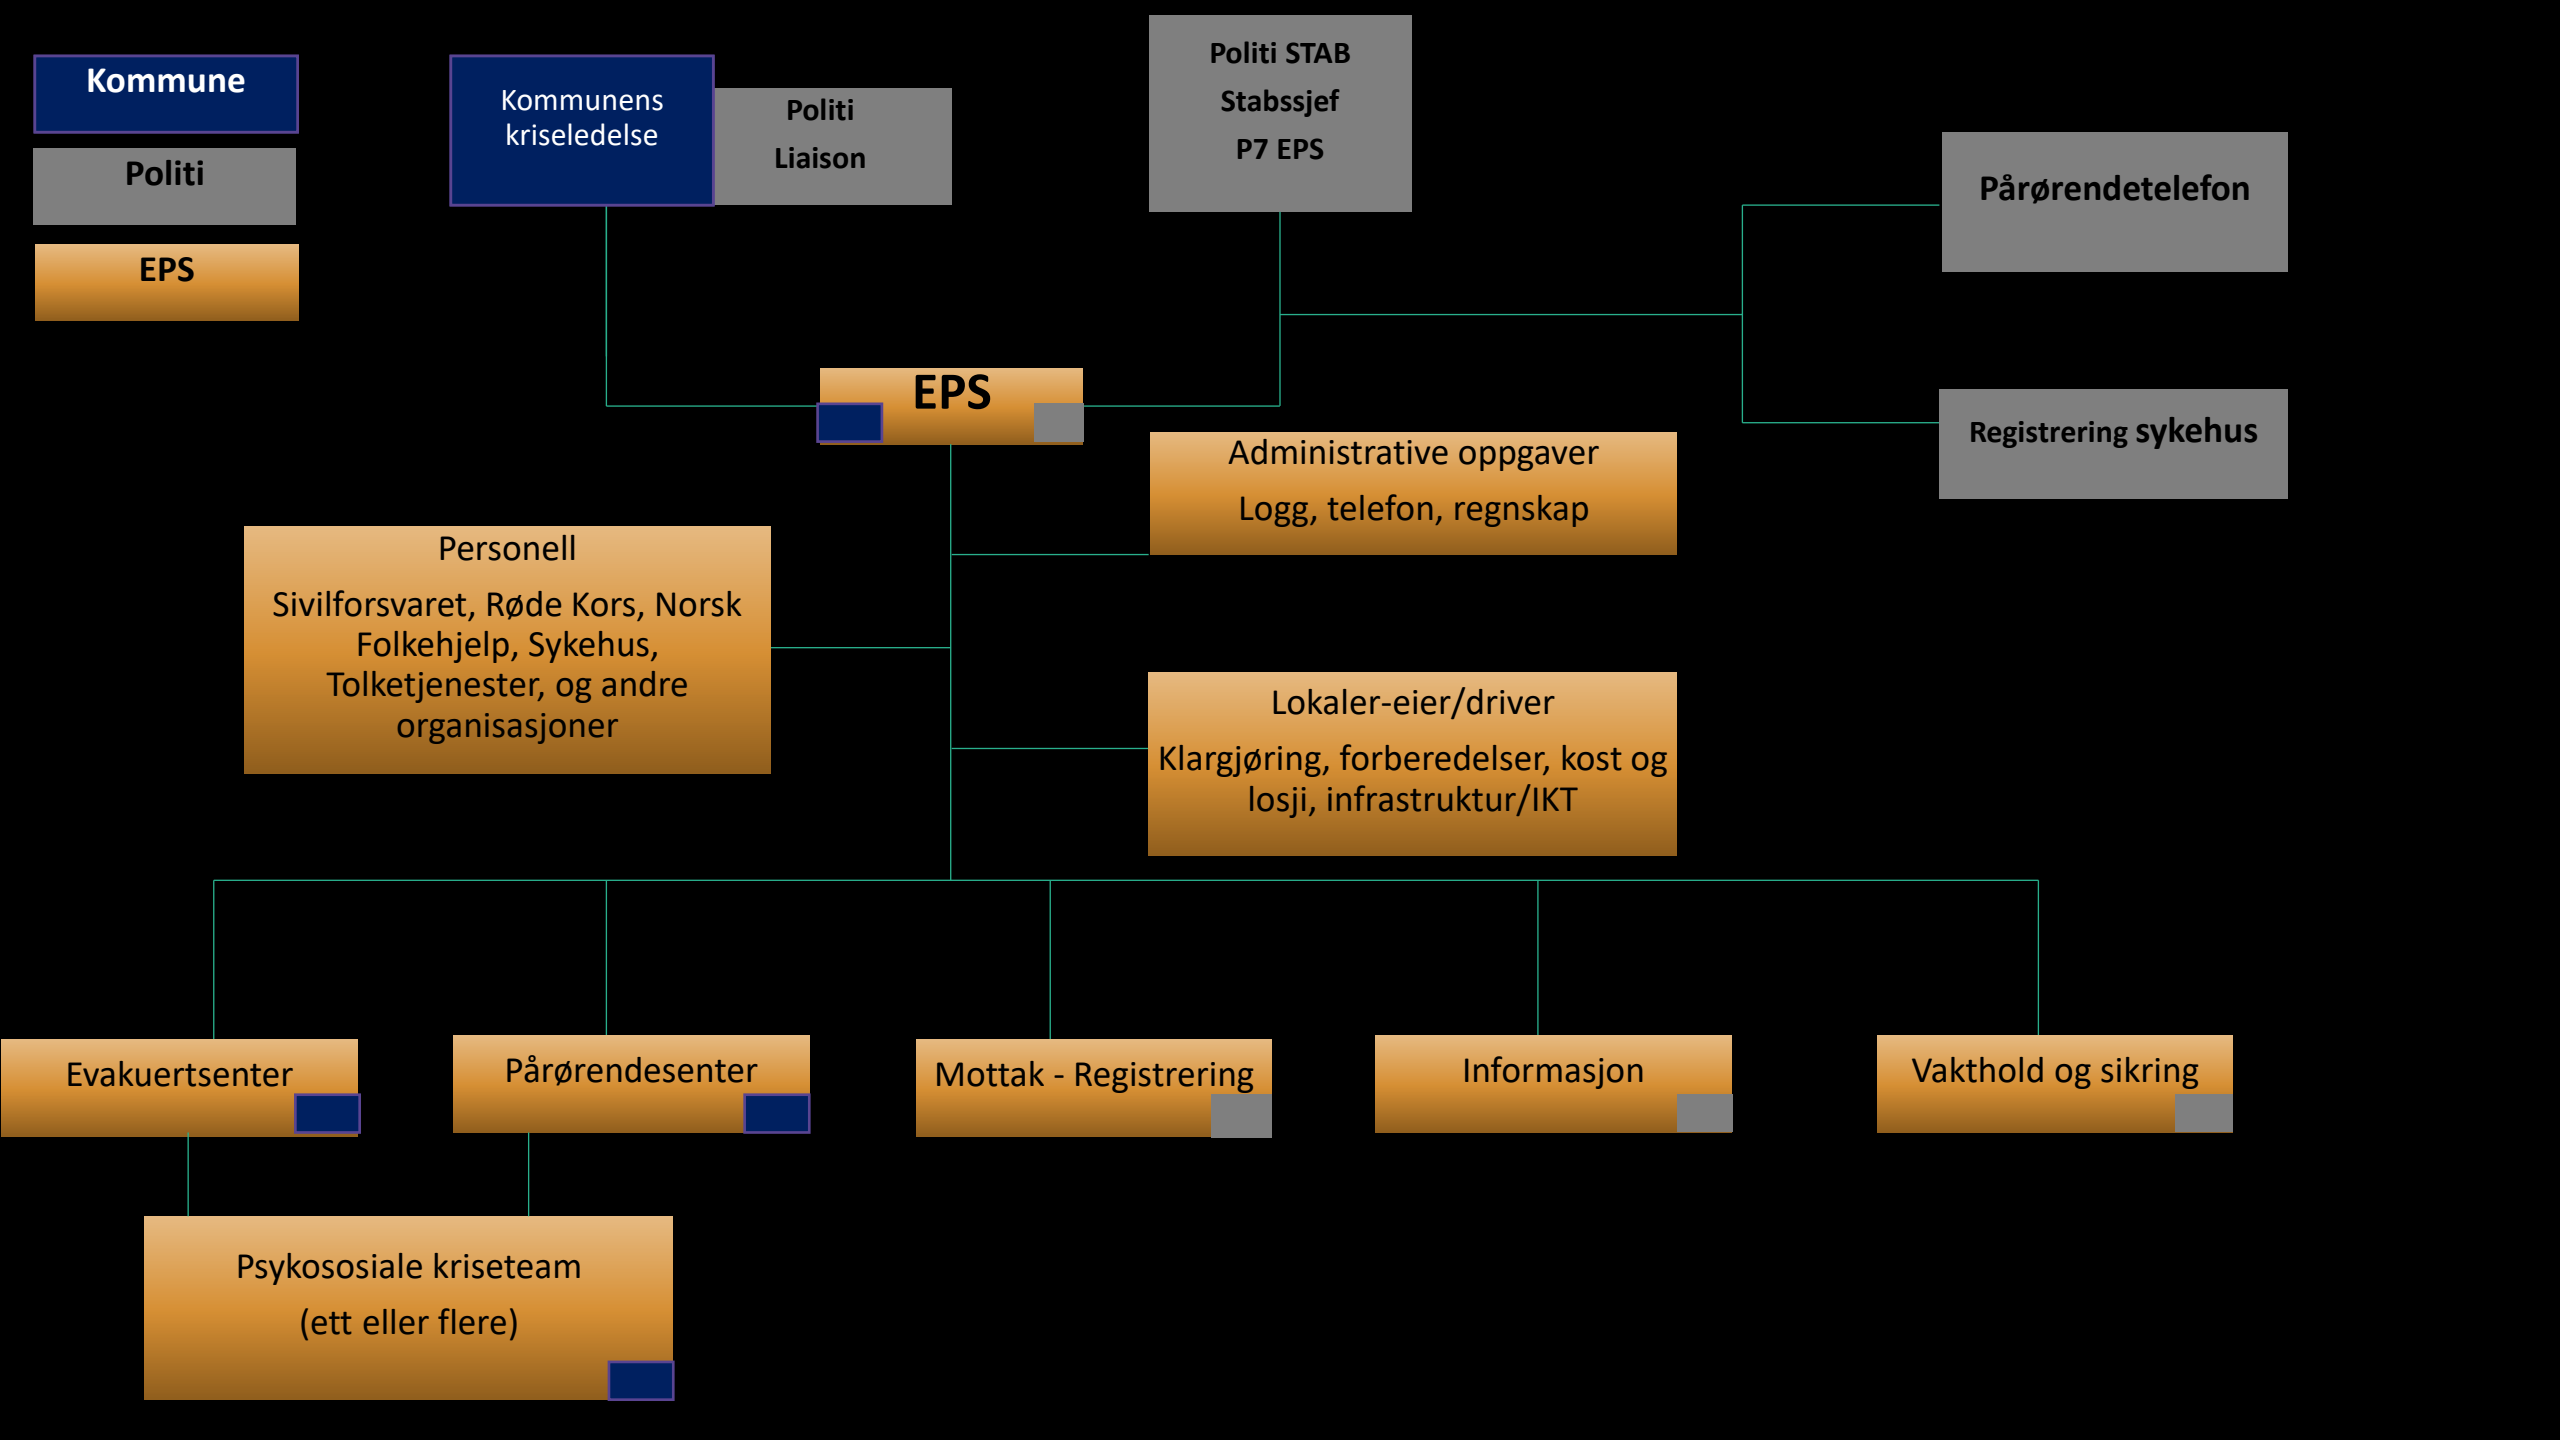 Kommune
Politi
EPS
Kommunens
kriseledelse
Politi
Liaison
Politi STAB
Stabssjef
P7 EPS
Pårørendetelefon
Registrering sykehus
EPS
Administrative oppgaver
Logg, telefon, regnskap
Personell
Sivilforsvaret, Røde Kors, Norsk
Folkehjelp, Sykehus,
Tolketjenester, og andre
organisasjoner
Lokaler-eier/driver
Klargjøring, forberedelser, kost og
losji, infrastruktur/IKT
Evakuertsenter
Pårørendesenter
Mottak - Registrering
Informasjon
Vakthold og sikring
Psykososiale kriseteam
(ett eller flere)